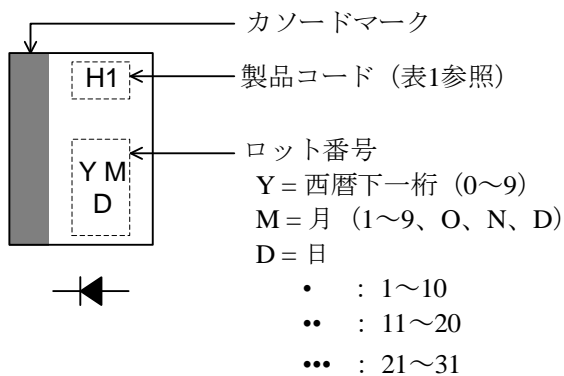 カソードマーク
H1
製品コード（表1参照）
Y M
D
ロット番号
Y = 西暦下一桁（0～9）
M = 月（1～9、O、N、D）
D = 日
• : 1～10
•• : 11～20
••• : 21～31